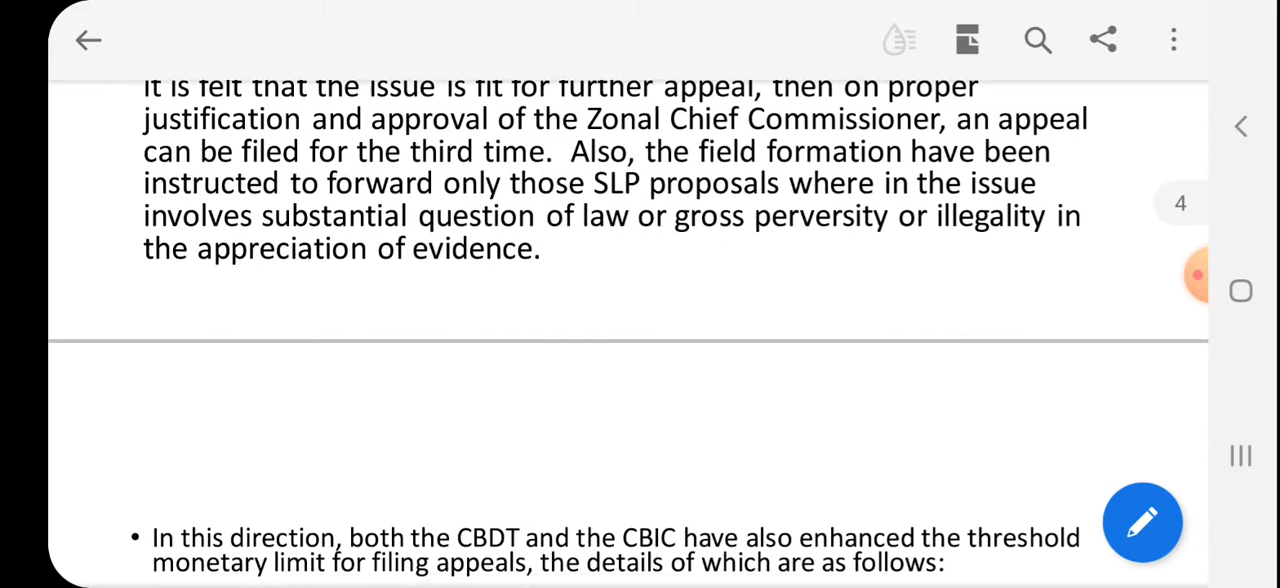 it is felt that the issue is fit for further appeal, then on proper
justification and approval of the Zonal Chief Commissioner, an appeal
can be filed for the third time. Also, the field formation have been
instructed to forward only those SLP proposals where in the issue
involves substantial question of law or gross perversity or illegality in
the appreciation of evidence.
4
• In this direction, both the CBDT and the CBIC have also enhanced the threshold
monetary limit for filing appeals, the details of which are as follows: